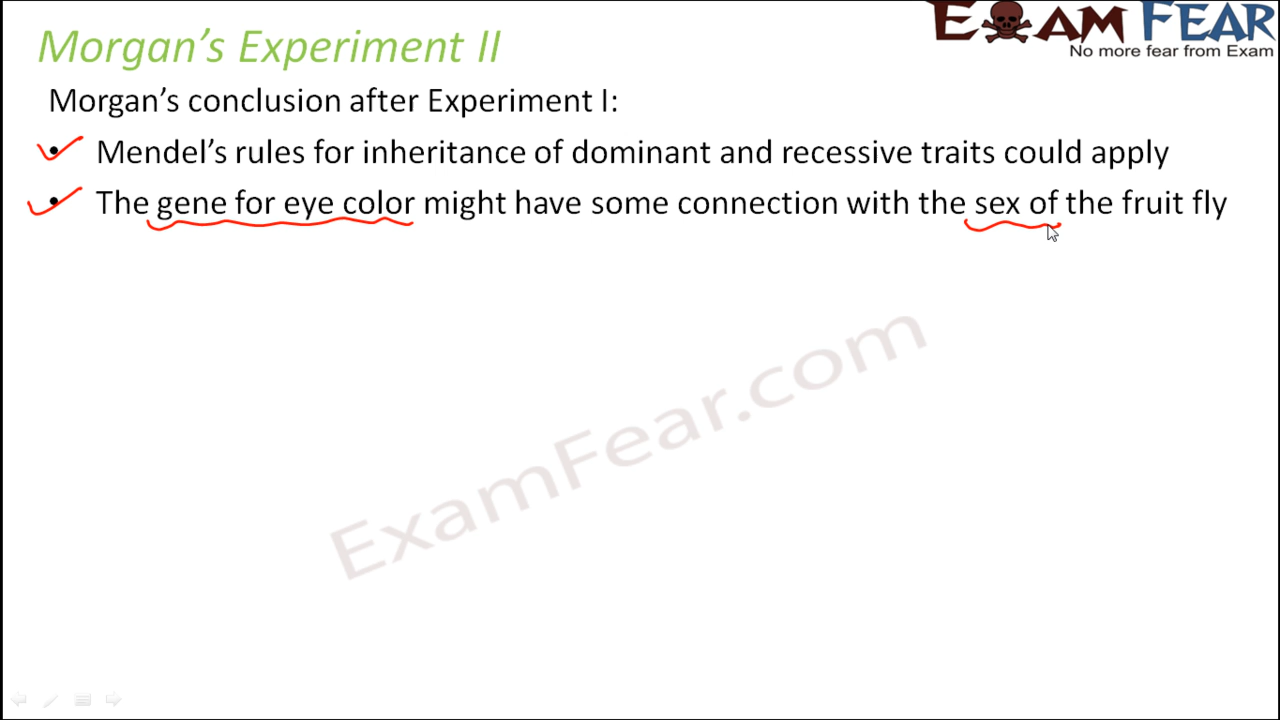 Morgan's Experiment II
EXAM FEAR
No more fear from Exam
Morgan's conclusion after Experiment I:
• Mendel's rules for inheritance of dominant and recessive traits could apply
• The gene for eye color might have some connection with the sex of the fruit fly
ExamFear.com